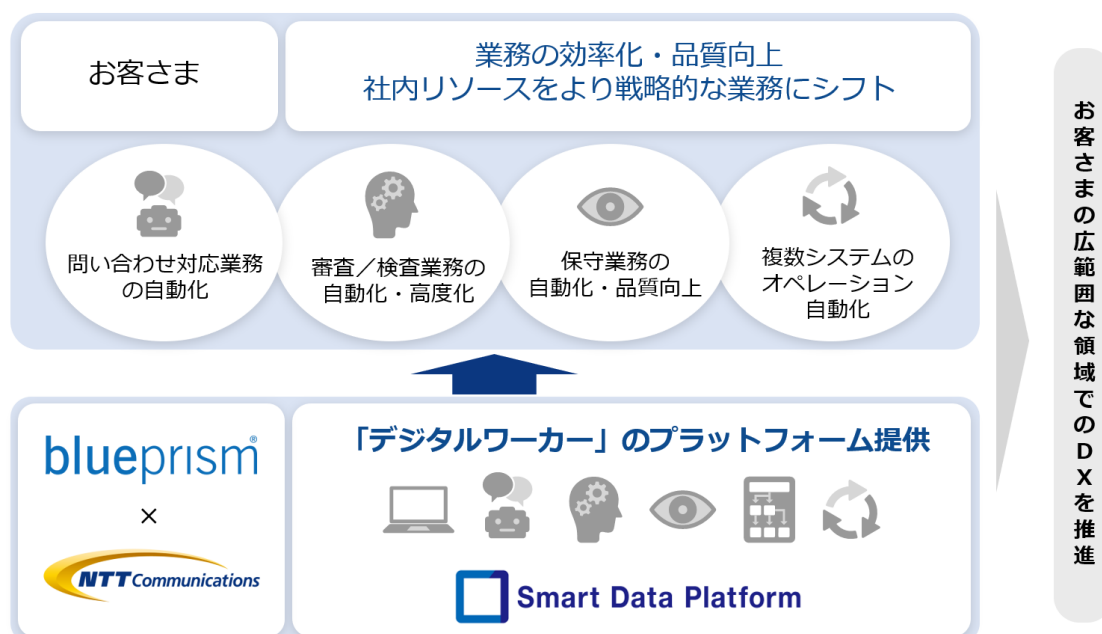 お客さま
業務の効率化・品質向上
社内リソースをより戦略的な業務にシフト
問い合わせ対応業務
の自動化
審査／検査業務の
自動化・高度化
保守業務の
自動化・品質向上
複数システムの
オペレーション
自動化
blueprism®
×
NTT Communications
「デジタルワーカー」のプラットフォーム提供
Smart Data Platform
お客さまの広範囲な領域でのDXを推進